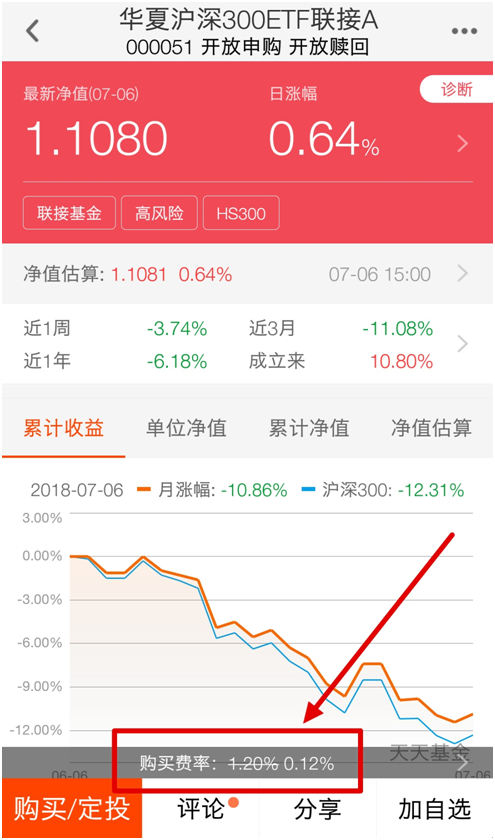 华夏沪深300ETF联接A
000051 开放申购 开放赎回
最新净值(07-06) 日涨幅 诊断
1.1080 0.64%
联接基金 高风险 HS300
净值估算: 1.1081 0.64% 07-06 15:00
近1周 -3.74% 近3月 -11.08%
近1年 -6.18% 成立来 10.80%
累计收益 单位净值 累计净值 净值估算
2018-07-06 月涨幅: -10.86% 沪深300: -12.31%
3.00%
0.00%
-3.00%
-6.00%
-9.00%
-12.00%
天天基金
购买费率: 1.20% 0.12%
06-06 07-06
购买/定投 评论 分享 加自选